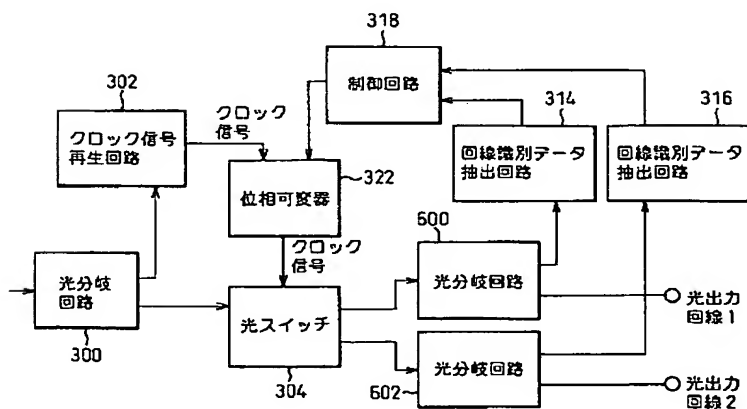 318
制御回路
302
クロック信号
再生回路
クロック
信号
314
316
回線識別データ
抽出回路
回線識別データ
抽出回路
位相可変器
322
クロック
信号
600
光分岐
回路
300
光スイッチ
304
光分岐回路
光出力
回線1
602
光分岐回路
光出力
回線2